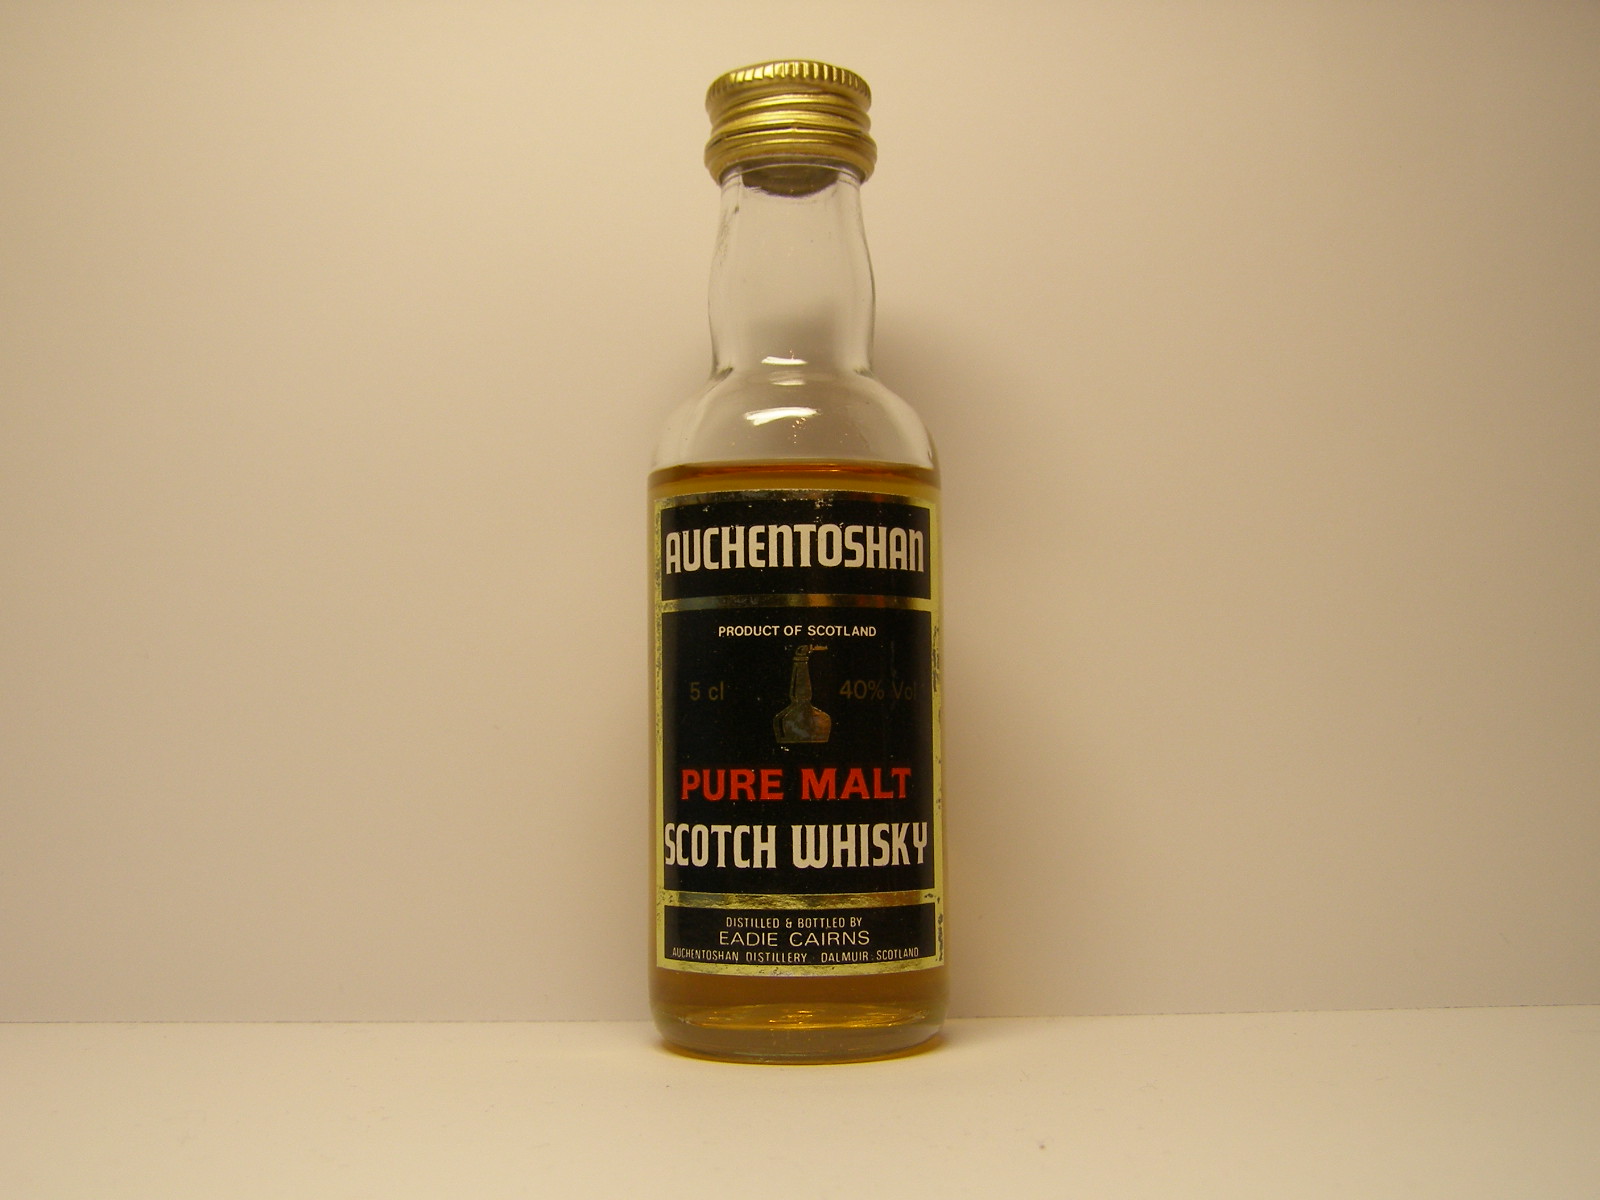 AUCHENTOSHAN
PRODUCT OF SCOTLAND
5 cl 40% Vol
PURE MALT
SCOTCH WHISKY
DISTILLED & BOTTLED BY
EADIE CAIRNS
AUCHENTOSHAN DISTILLERY · DALMUIR · SCOTLAND